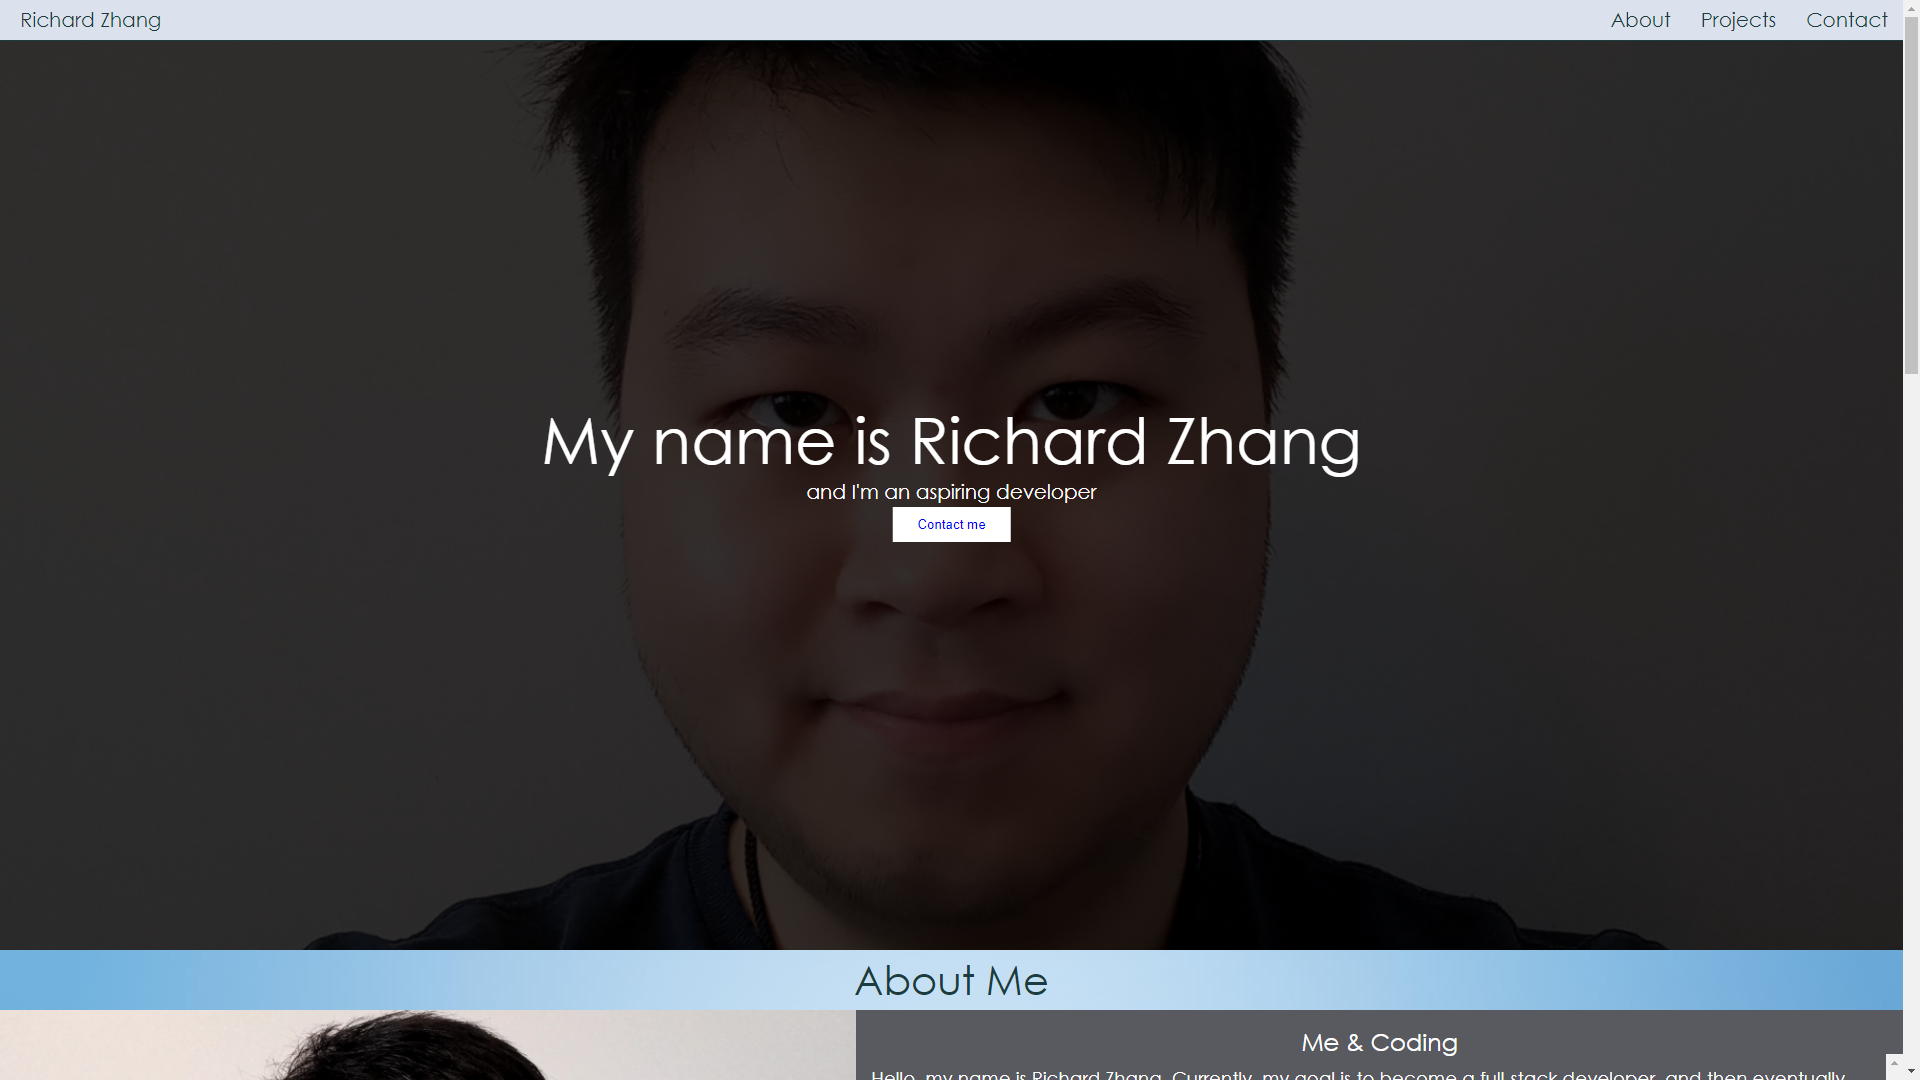 Richard Zhang
About Projects Contact
My name is Richard Zhang
and I'm an aspiring developer
Contact me
About Me
Me & Coding
Hello, my name is Richard Zhang. Currently, my goal is to become a full stack developer, and then eventually